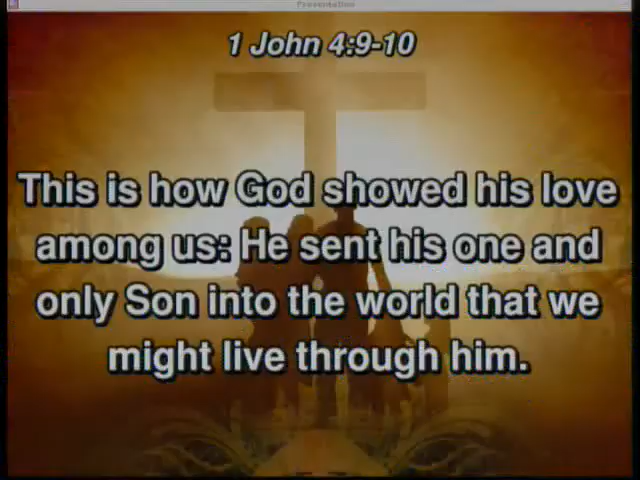 Presentation
1 John 4:9-10
This is how God showed his love
among us: He sent his one and
only Son into the world that we
might live through him.